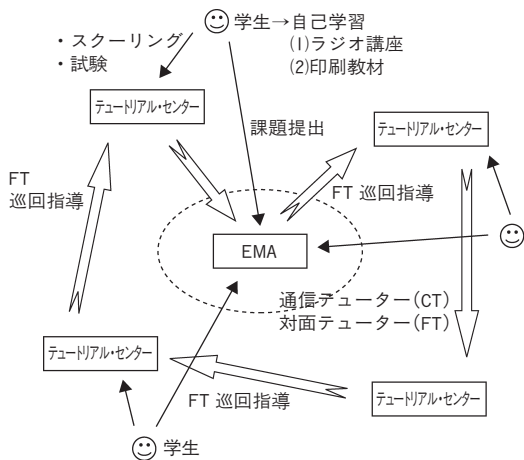 学生→自己学習
(1)ラジオ講座
(2)印刷教材
・スクーリング
・試験
テュートリアル・センター
課題提出
テュートリアル・センター
FT
巡回指導
FT 巡回指導
EMA
通信テューター(CT)
対面テューター(FT)
テュートリアル・センター
FT 巡回指導
テュートリアル・センター
学生